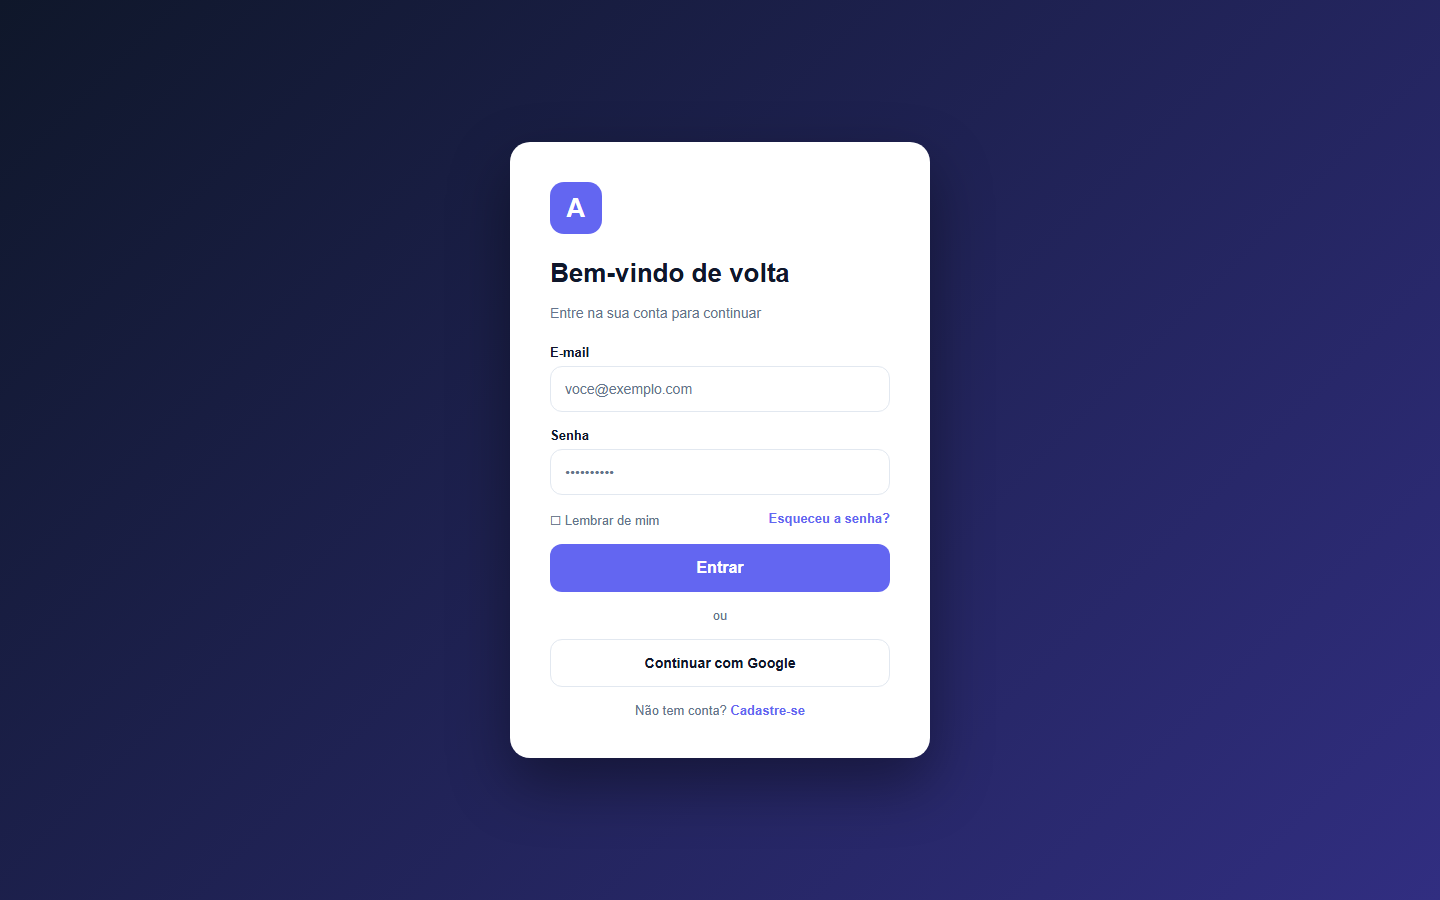 A
Bem-vindo de volta
Entre na sua conta para continuar
E-mail
voce@exemplo.com
Senha
••••••••••
☐ Lembrar de mim Esqueceu a senha?
Entrar
ou
Continuar com Google
Não tem conta? Cadastre-se